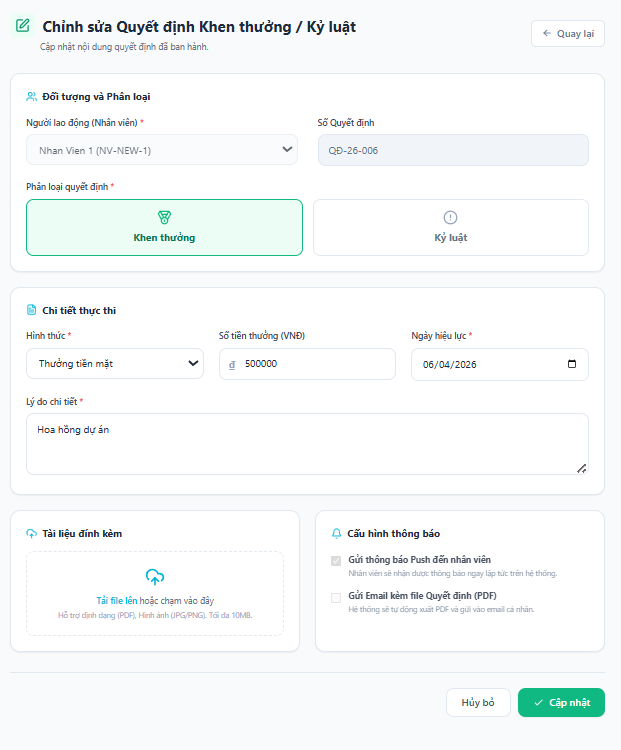 Chỉnh sửa Quyết định Khen thưởng / Kỷ luật
Cập nhật nội dung quyết định đã ban hành.
Quay lại
Đối tượng và Phân loại
Người lao động (Nhân viên) *
Số Quyết định
Nhan Vien 1 (NV-NEW-1)
QĐ-26-006
Phân loại quyết định *
Khen thưởng
Kỷ luật
Chi tiết thực thi
Hình thức *
Số tiền thưởng (VNĐ)
Ngày hiệu lực *
Thưởng tiền mặt
₫ 500000
06/04/2026
Lý do chi tiết *
Hoa hồng dự án
Tài liệu đính kèm
Cấu hình thông báo
Tải file lên hoặc chạm vào đây
Hỗ trợ định dạng (PDF), Hình ảnh (JPG/PNG). Tối đa 10MB.
Gửi thông báo Push đến nhân viên
Nhân viên sẽ nhận được thông báo ngay lập tức trên hệ thống.
Gửi Email kèm file Quyết định (PDF)
Hệ thống sẽ tự động xuất PDF và gửi vào email cá nhân.
Hủy bỏ
Cập nhật